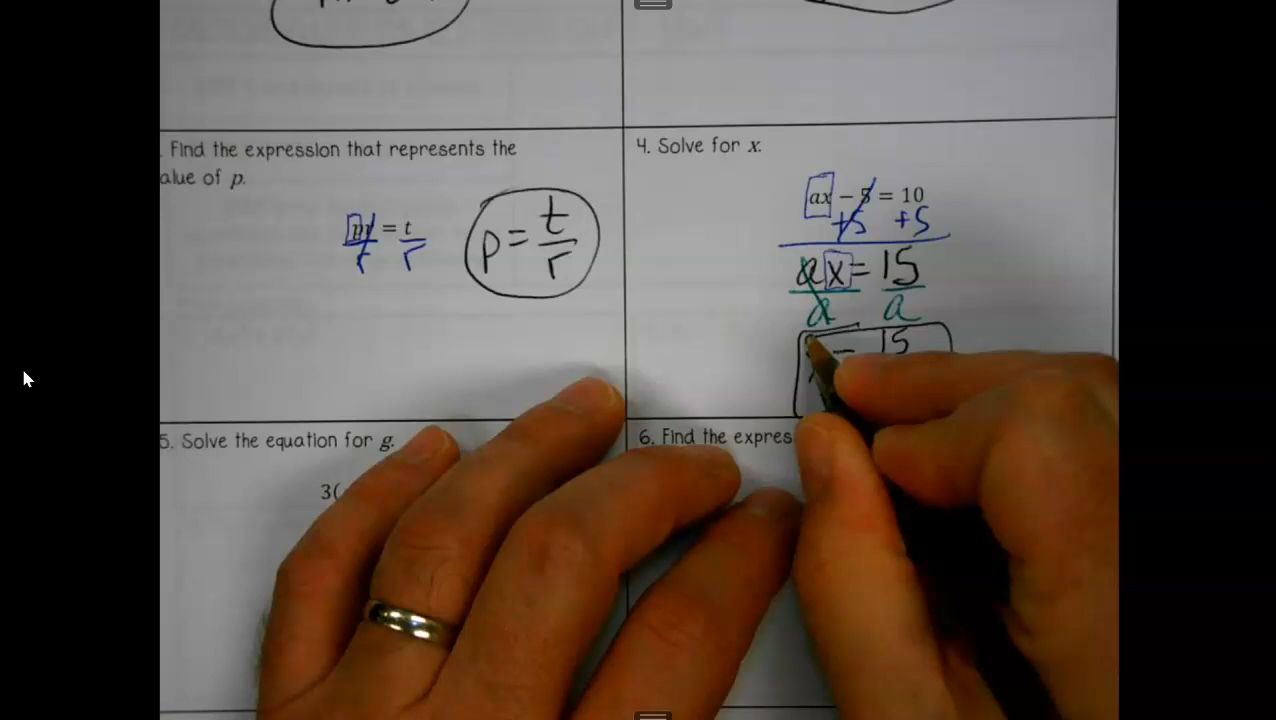 . Find the expression that represents the
alue of p.
= t
r r
p = t/r
4. Solve for x.
ax − 5 = 10
+5 +5
ax = 15
a a
= 15
5. Solve the equation for g.
3(
6. Find the expres